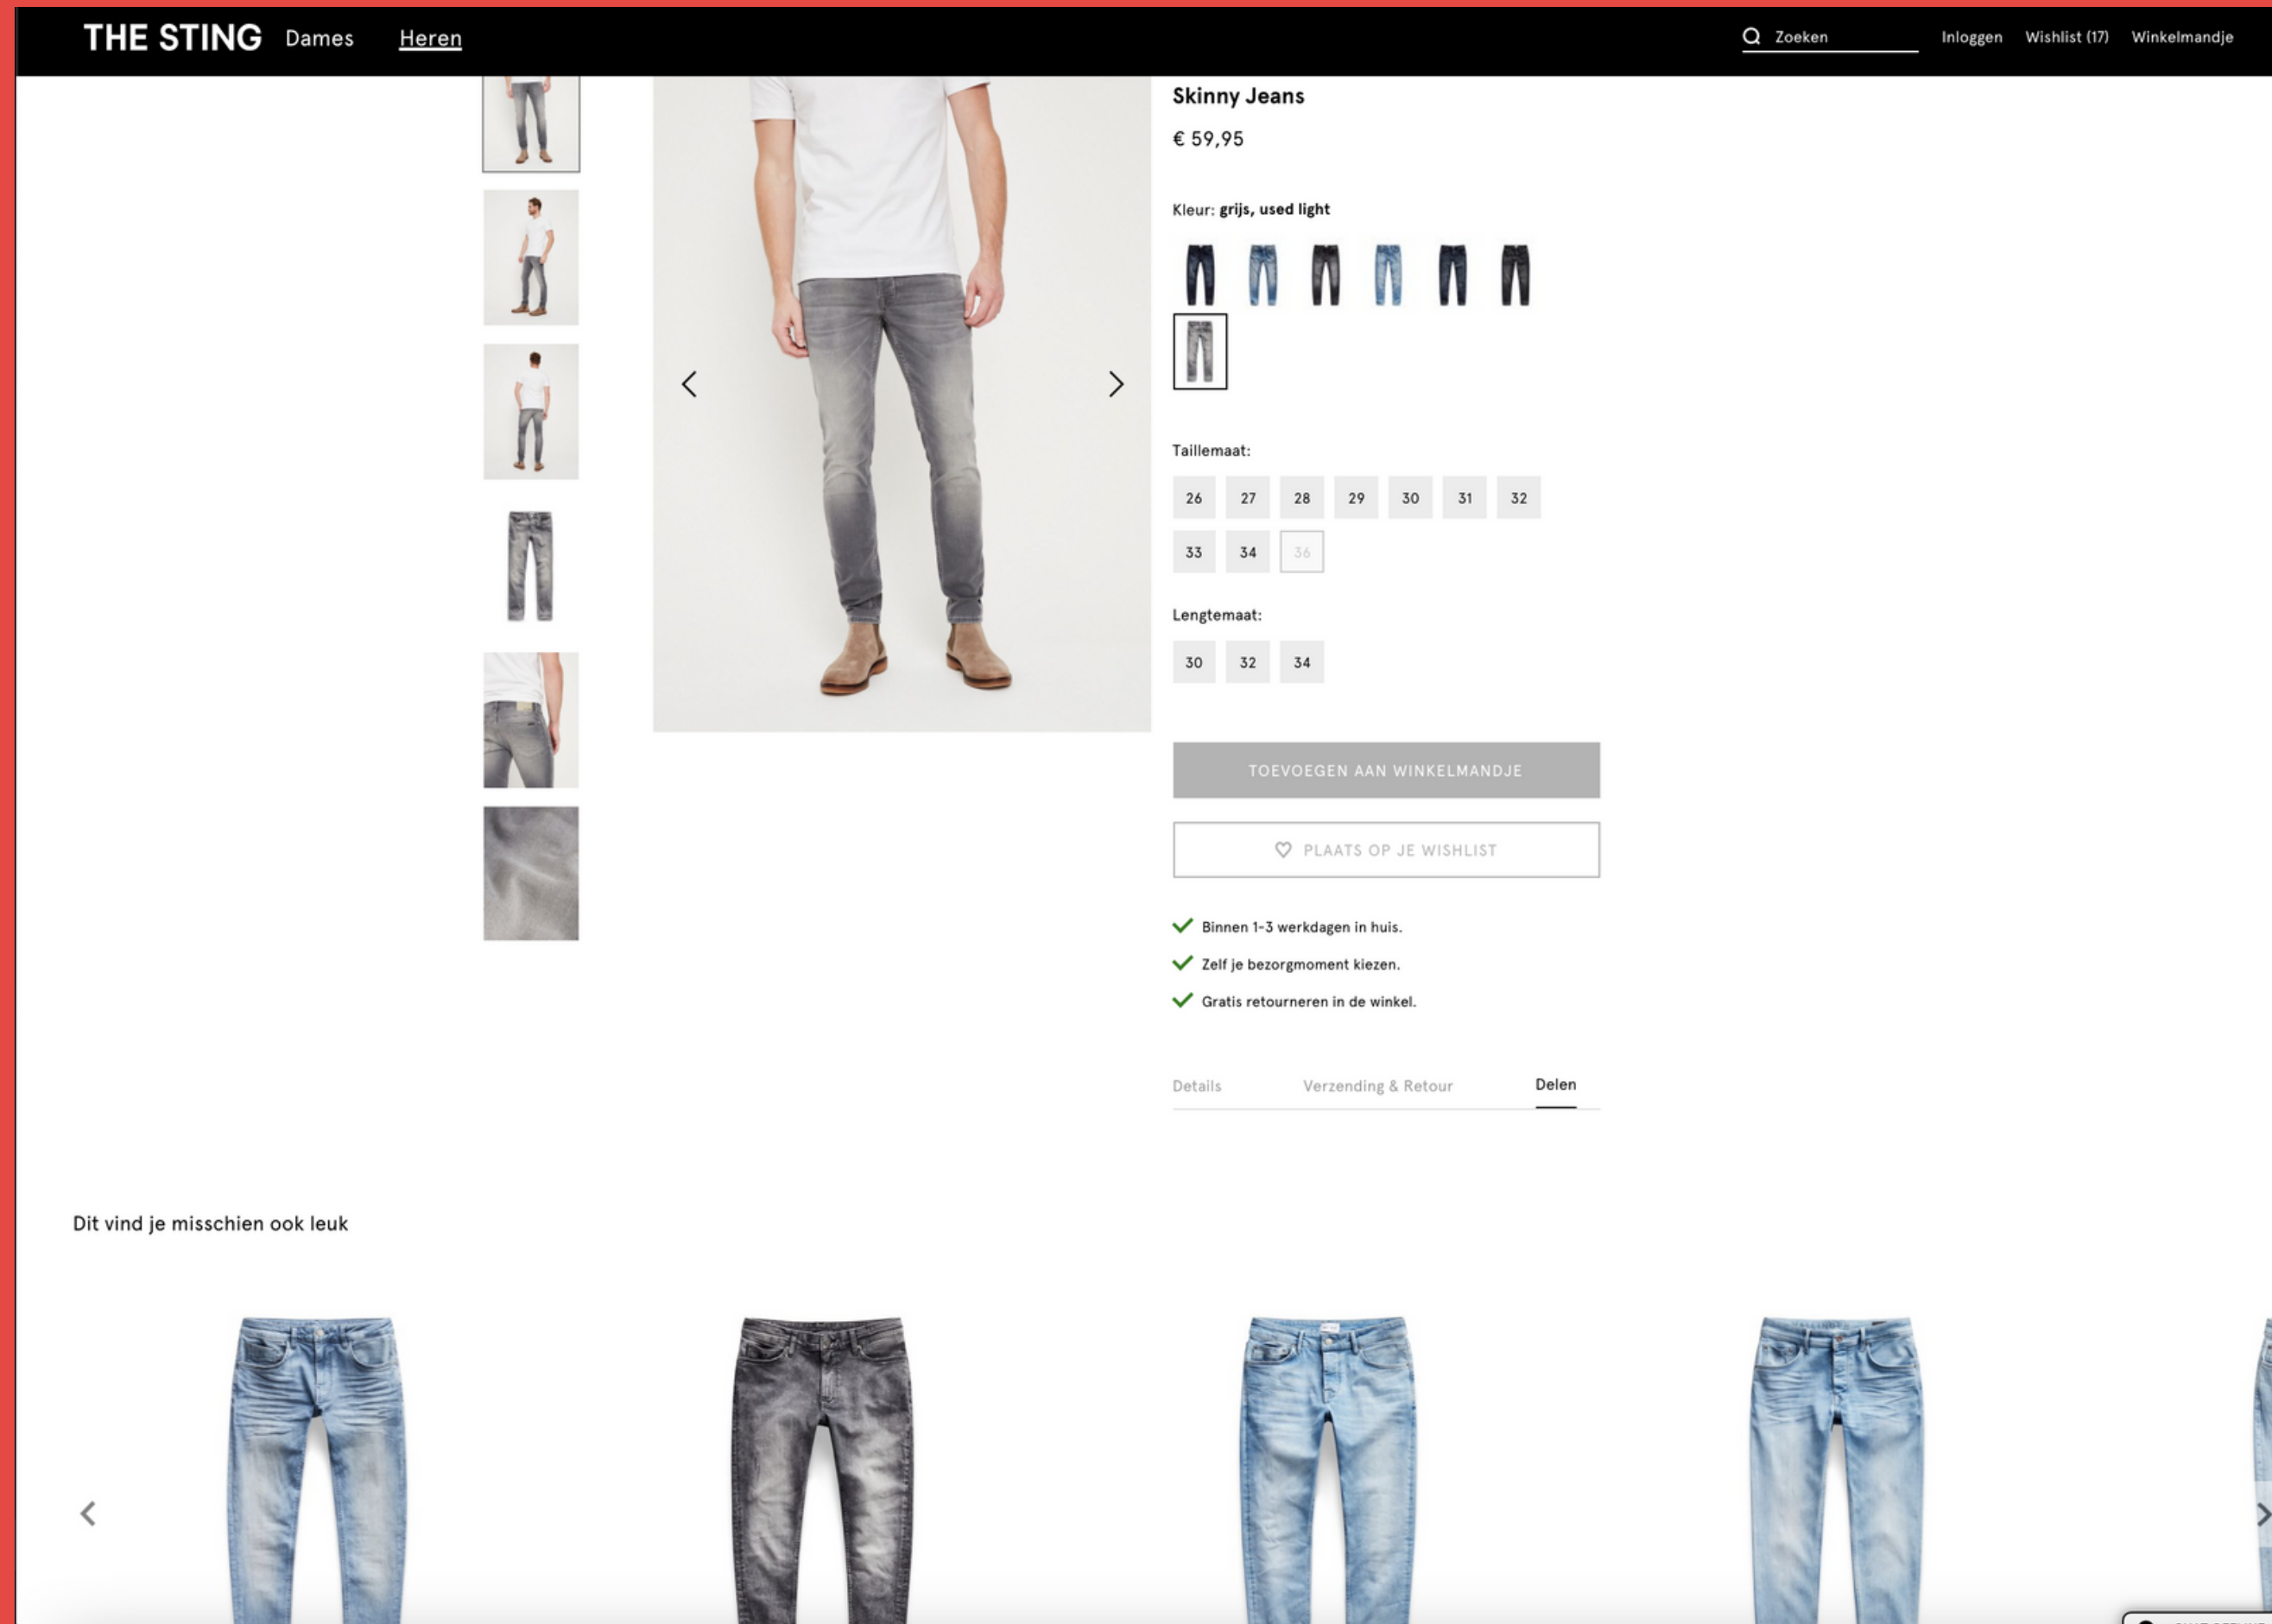 THE STING Dames Heren Zoeken Inloggen Wishlist (17) Winkelmandje
Skinny Jeans
€ 59,95
Kleur: grijs, used light
Taillemaat:
26 27 28 29 30 31 32
33 34 36
Lengtemaat:
30 32 34
TOEVOEGEN AAN WINKELMANDJE
PLAATS OP JE WISHLIST
Binnen 1-3 werkdagen in huis.
Zelf je bezorgmoment kiezen.
Gratis retourneren in de winkel.
Details Verzending & Retour Delen
Dit vind je misschien ook leuk